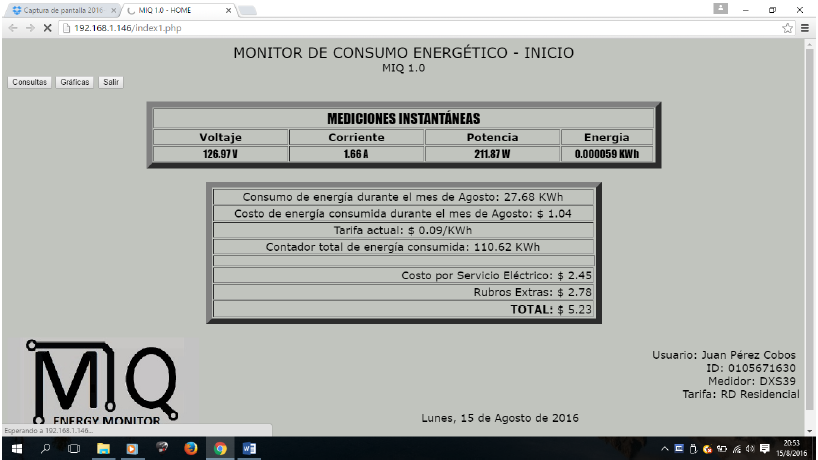 Captura de pantalla 2016
MIQ 1.0 - HOME
192.168.1.146/index1.php
MONITOR DE CONSUMO ENERGÉTICO - INICIO
MIQ 1.0
Consultas Gráficas Salir
MEDICIONES INSTANTÁNEAS
Voltaje Corriente Potencia Energia
126.97 V 1.66 A 211.87 W 0.000059 KWh
Consumo de energía durante el mes de Agosto: 27.68 KWh
Costo de energía consumida durante el mes de Agosto: $ 1.04
Tarifa actual: $ 0.09/KWh
Contador total de energía consumida: 110.62 KWh
Costo por Servicio Eléctrico: $ 2.45
Rubros Extras: $ 2.78
TOTAL: $ 5.23
MIQ
ENERGY MONITOR
Usuario: Juan Pérez Cobos
ID: 0105671630
Medidor: DXS39
Tarifa: RD Residencial
Lunes, 15 de Agosto de 2016
Esperando a 192.168.1.146...
20:53
15/8/2016